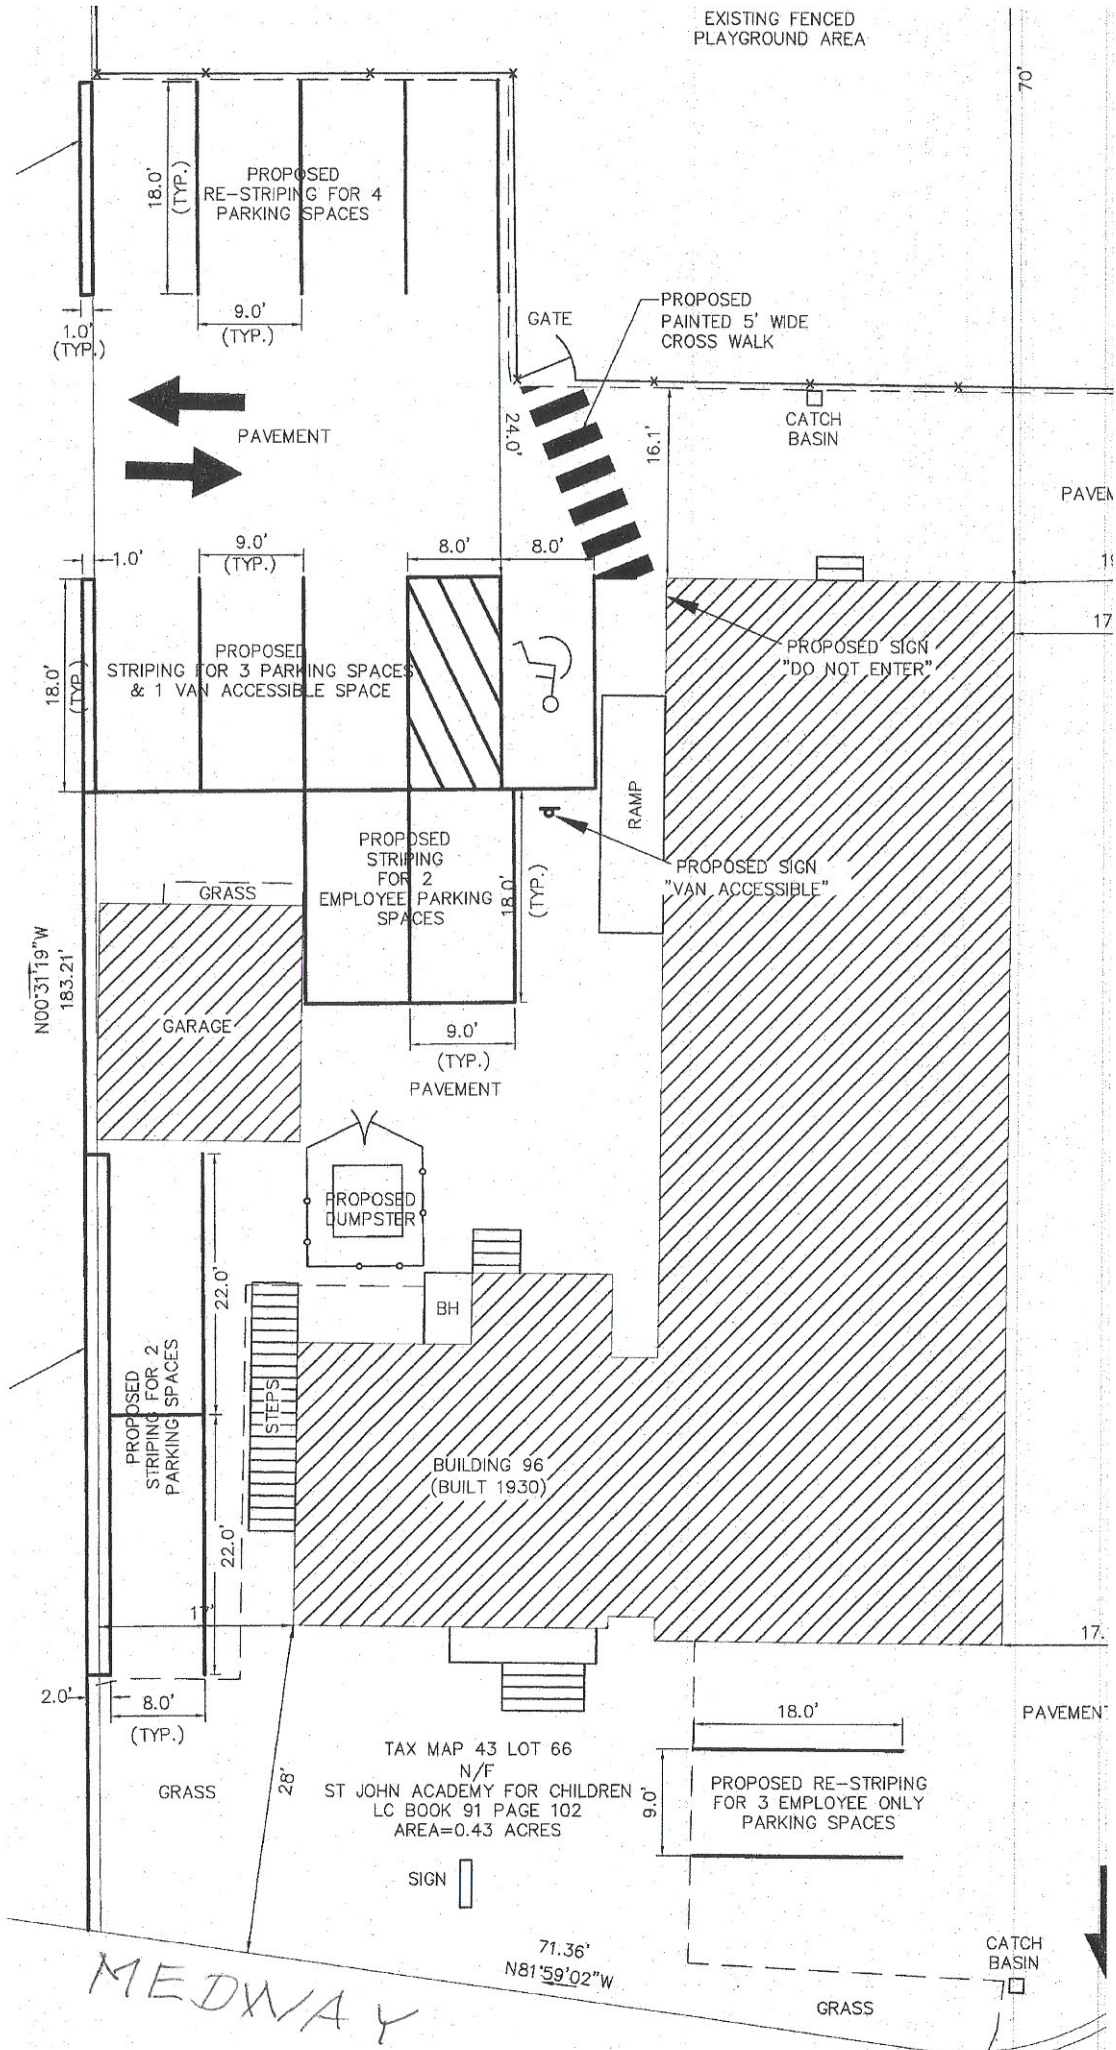 EXISTING FENCED
PLAYGROUND AREA
70'
18.0'
(TYP.)
PROPOSED
RE-STRIPING FOR 4
PARKING SPACES
1.0'
(TYP.)
9.0'
(TYP.)
GATE
PROPOSED
PAINTED 5' WIDE
CROSS WALK
PAVEMENT
24.0'
16.1'
CATCH
BASIN
PAVEM
1.0'
9.0'
(TYP.)
8.0'
8.0'
19
17
18.0'
(TYP.)
PROPOSED
STRIPING FOR 3 PARKING SPACES
& 1 VAN ACCESSIBLE SPACE
PROPOSED SIGN
"DO NOT ENTER"
RAMP
PROPOSED
STRIPING
FOR 2
EMPLOYEE PARKING
SPACES
18.0'
(TYP.)
PROPOSED SIGN
"VAN ACCESSIBLE"
GRASS
N00°31'19"W
183.21'
GARAGE
9.0'
(TYP.)
PAVEMENT
PROPOSED
DUMPSTER
22.0'
BH
PROPOSED
STRIPING FOR 2
PARKING SPACES
STEPS
BUILDING 96
(BUILT 1930)
22.0'
17'
17.
2.0'
8.0'
(TYP.)
28'
GRASS
18.0'
PAVEMENT
TAX MAP 43 LOT 66
N/F
ST JOHN ACADEMY FOR CHILDREN
LC BOOK 91 PAGE 102
AREA=0.43 ACRES
9.0'
PROPOSED RE-STRIPING
FOR 3 EMPLOYEE ONLY
PARKING SPACES
SIGN
71.36'
N81°59'02"W
CATCH
BASIN
GRASS
MEDWAY